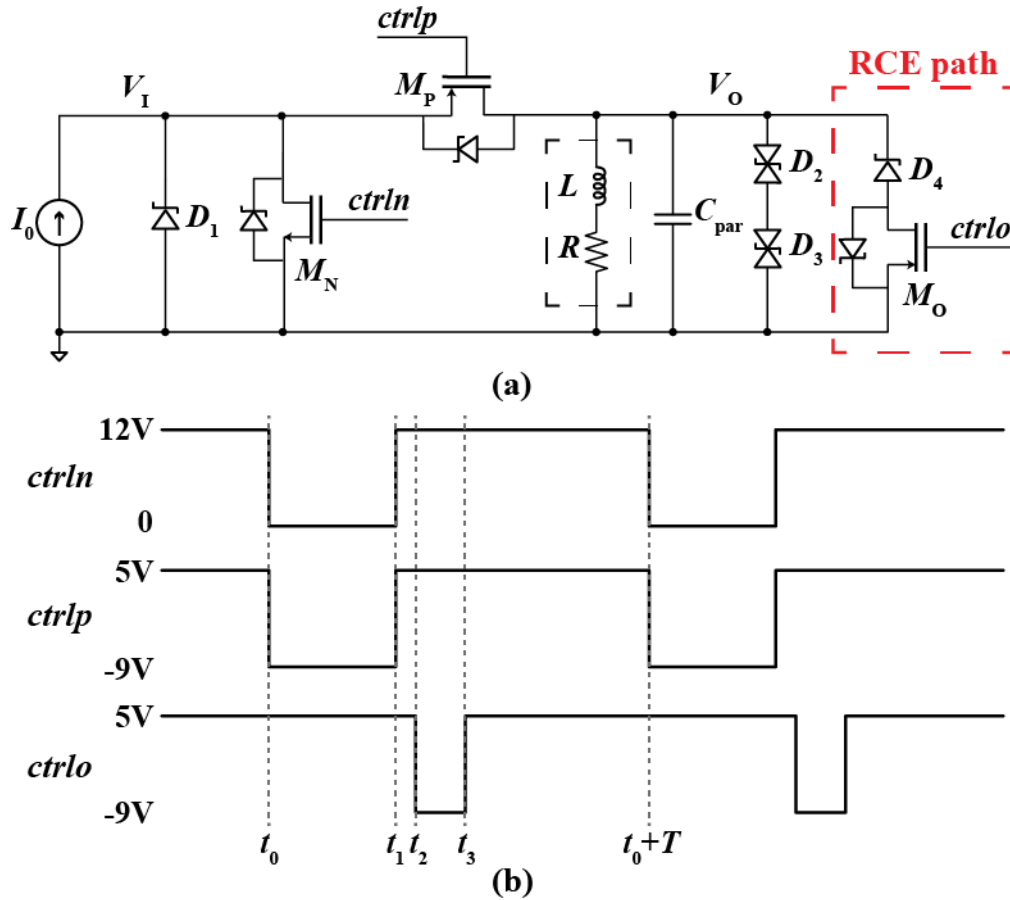 ctrlp
RCE path
V_I
M_P
V_O
I_0
D_1
ctrln
M_N
L
R
C_par
D_2
D_3
D_4
ctrlo
M_O
(a)
12V
ctrln
0
5V
ctrlp
-9V
5V
ctrlo
-9V
t_0 t_1 t_2 t_3 t_0+T
(b)